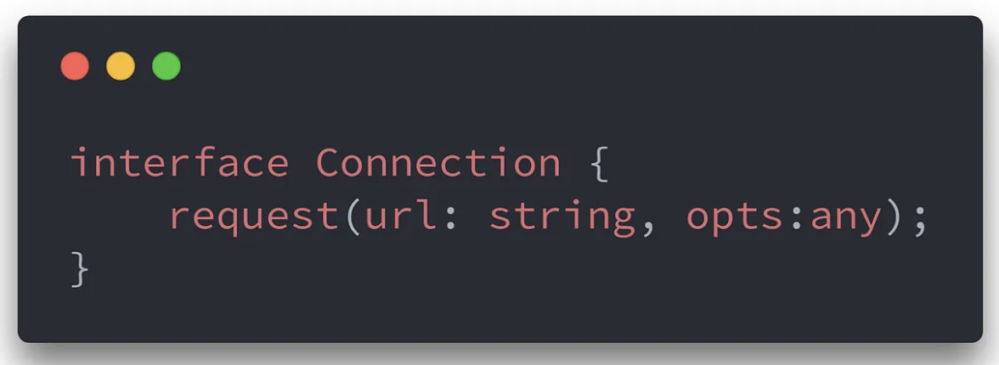 interface Connection {
    request(url: string, opts:any);
}